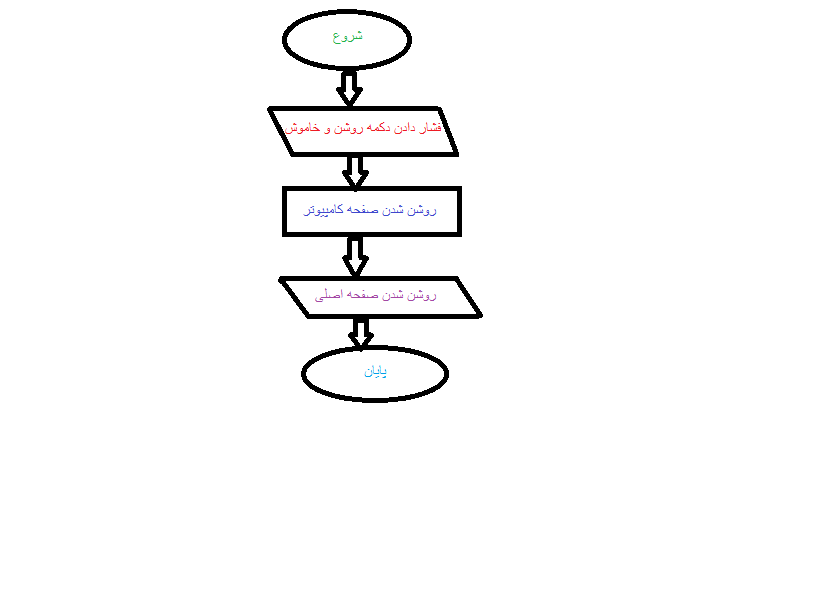 شروع
فشار دادن دکمه روشن و خاموش
روشن شدن صفحه کامپیوتر
روشن شدن صفحه اصلی
پایان